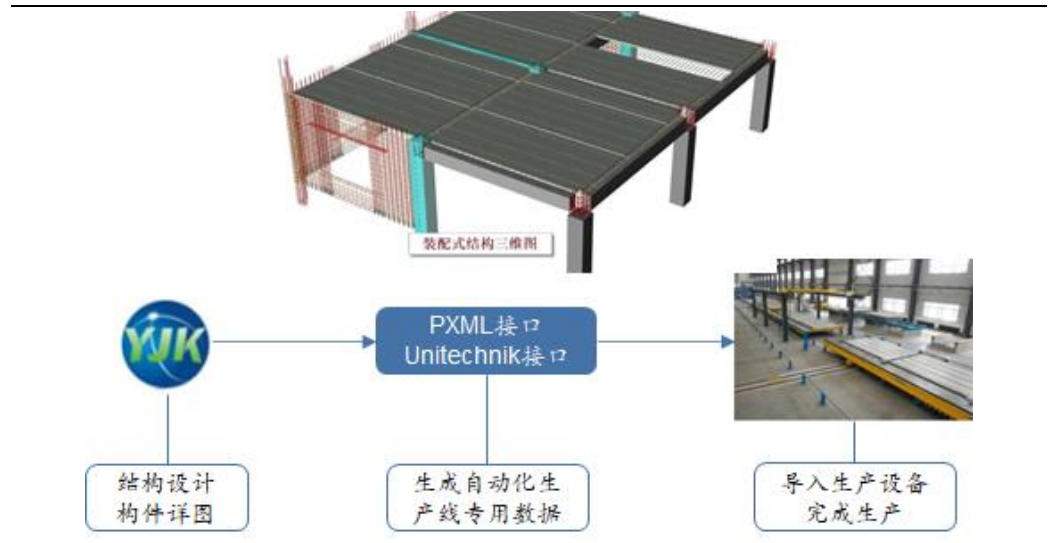 装配式结构三维图
YJK
PXML接口
Unitechnik接口
结构设计
构件详图
生成自动化生
产线专用数据
导入生产设备
完成生产